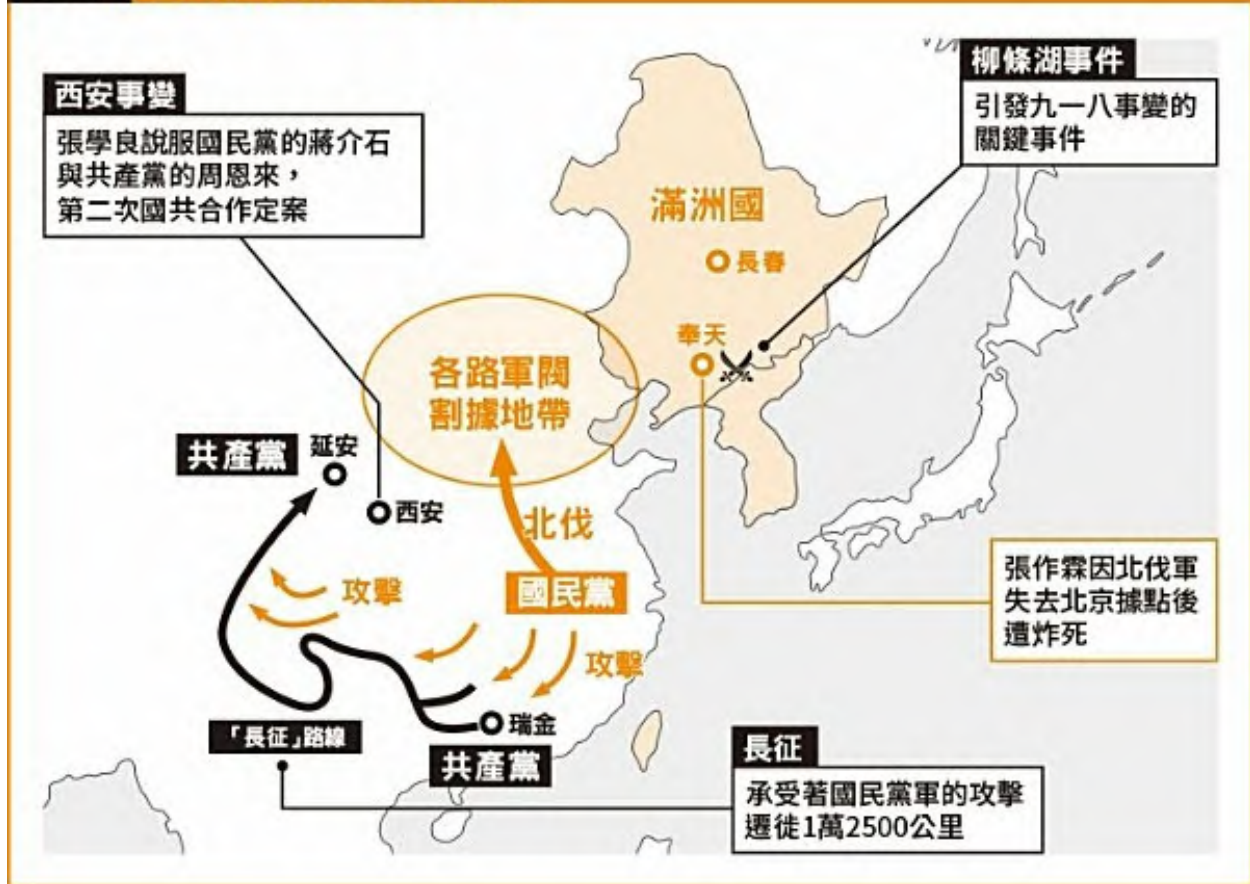 西安事變
張學良說服國民黨的蔣介石
與共產黨的周恩來，
第二次國共合作定案
柳條湖事件
引發九一八事變的
關鍵事件
滿洲國
長春
奉天
各路軍閥
割據地帶
共產黨
延安
西安
北伐
攻擊
國民黨
攻擊
張作霖因北伐軍
失去北京據點後
遭炸死
「長征」路線
瑞金
共產黨
長征
承受著國民黨軍的攻擊
遷徙1萬2500公里